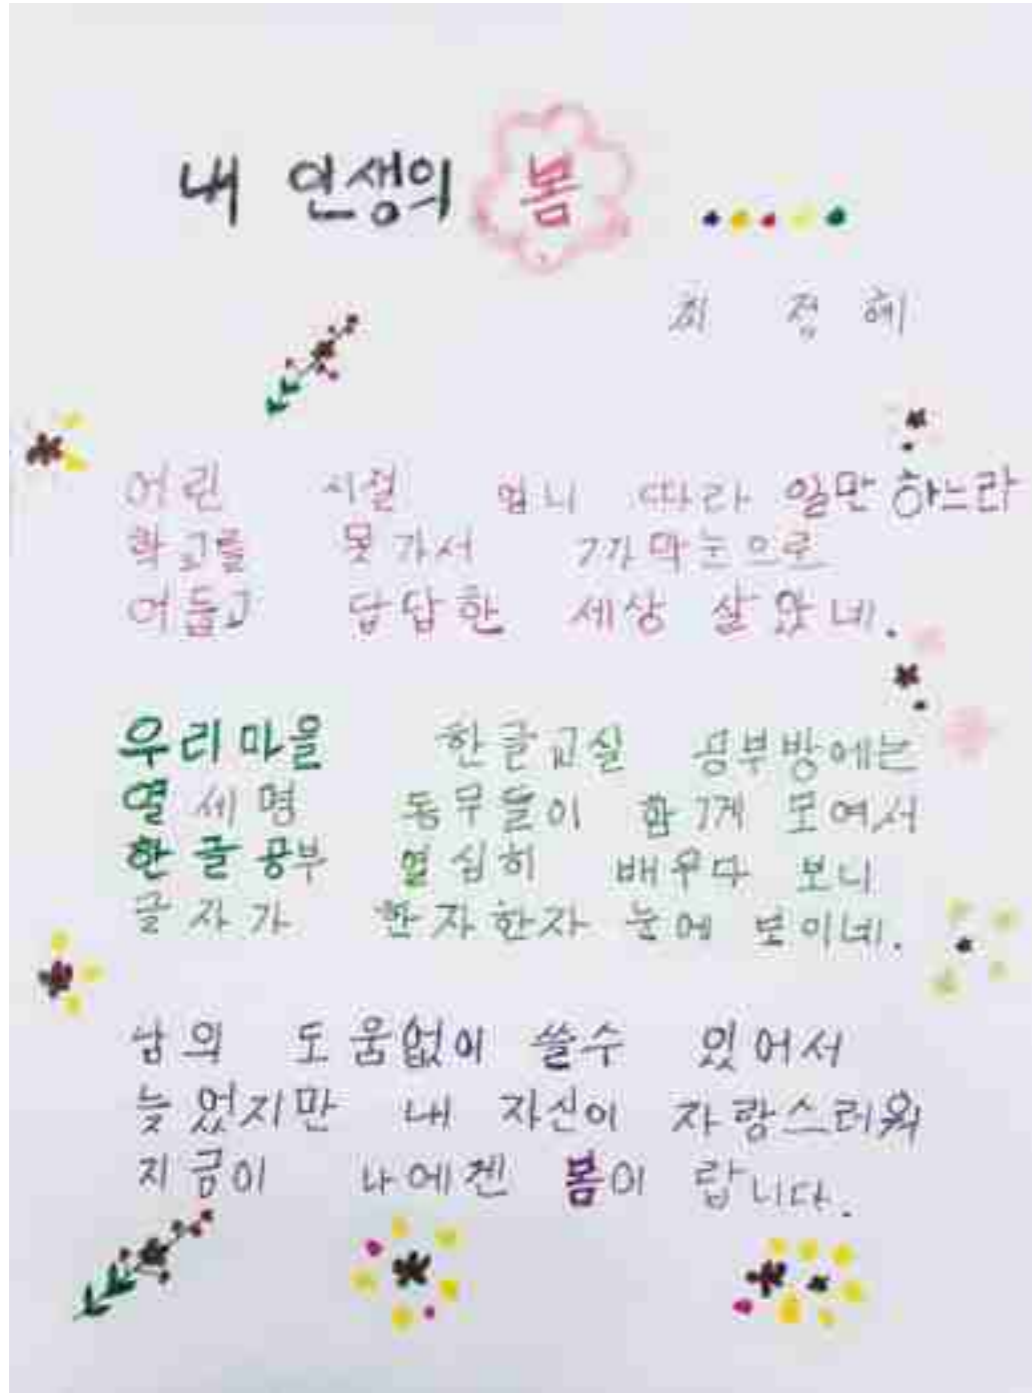 내 인생의 봄
최 점 혜
어린 시절 엄니 따라 일만 하느라
학교를 못 가서 까막눈으로
어둡고 답답한 세상 살았네.
우리마을 한글교실 공부방에는
열 세명 동무들이 함께 모여서
한글공부 열심히 배우다 보니
글자가 한자한자 눈에 보이네.
남의 도움없이 쓸수 있어서
늦었지만 내 자신이 자랑스러워
지금이 나에겐 봄이 랍니다.